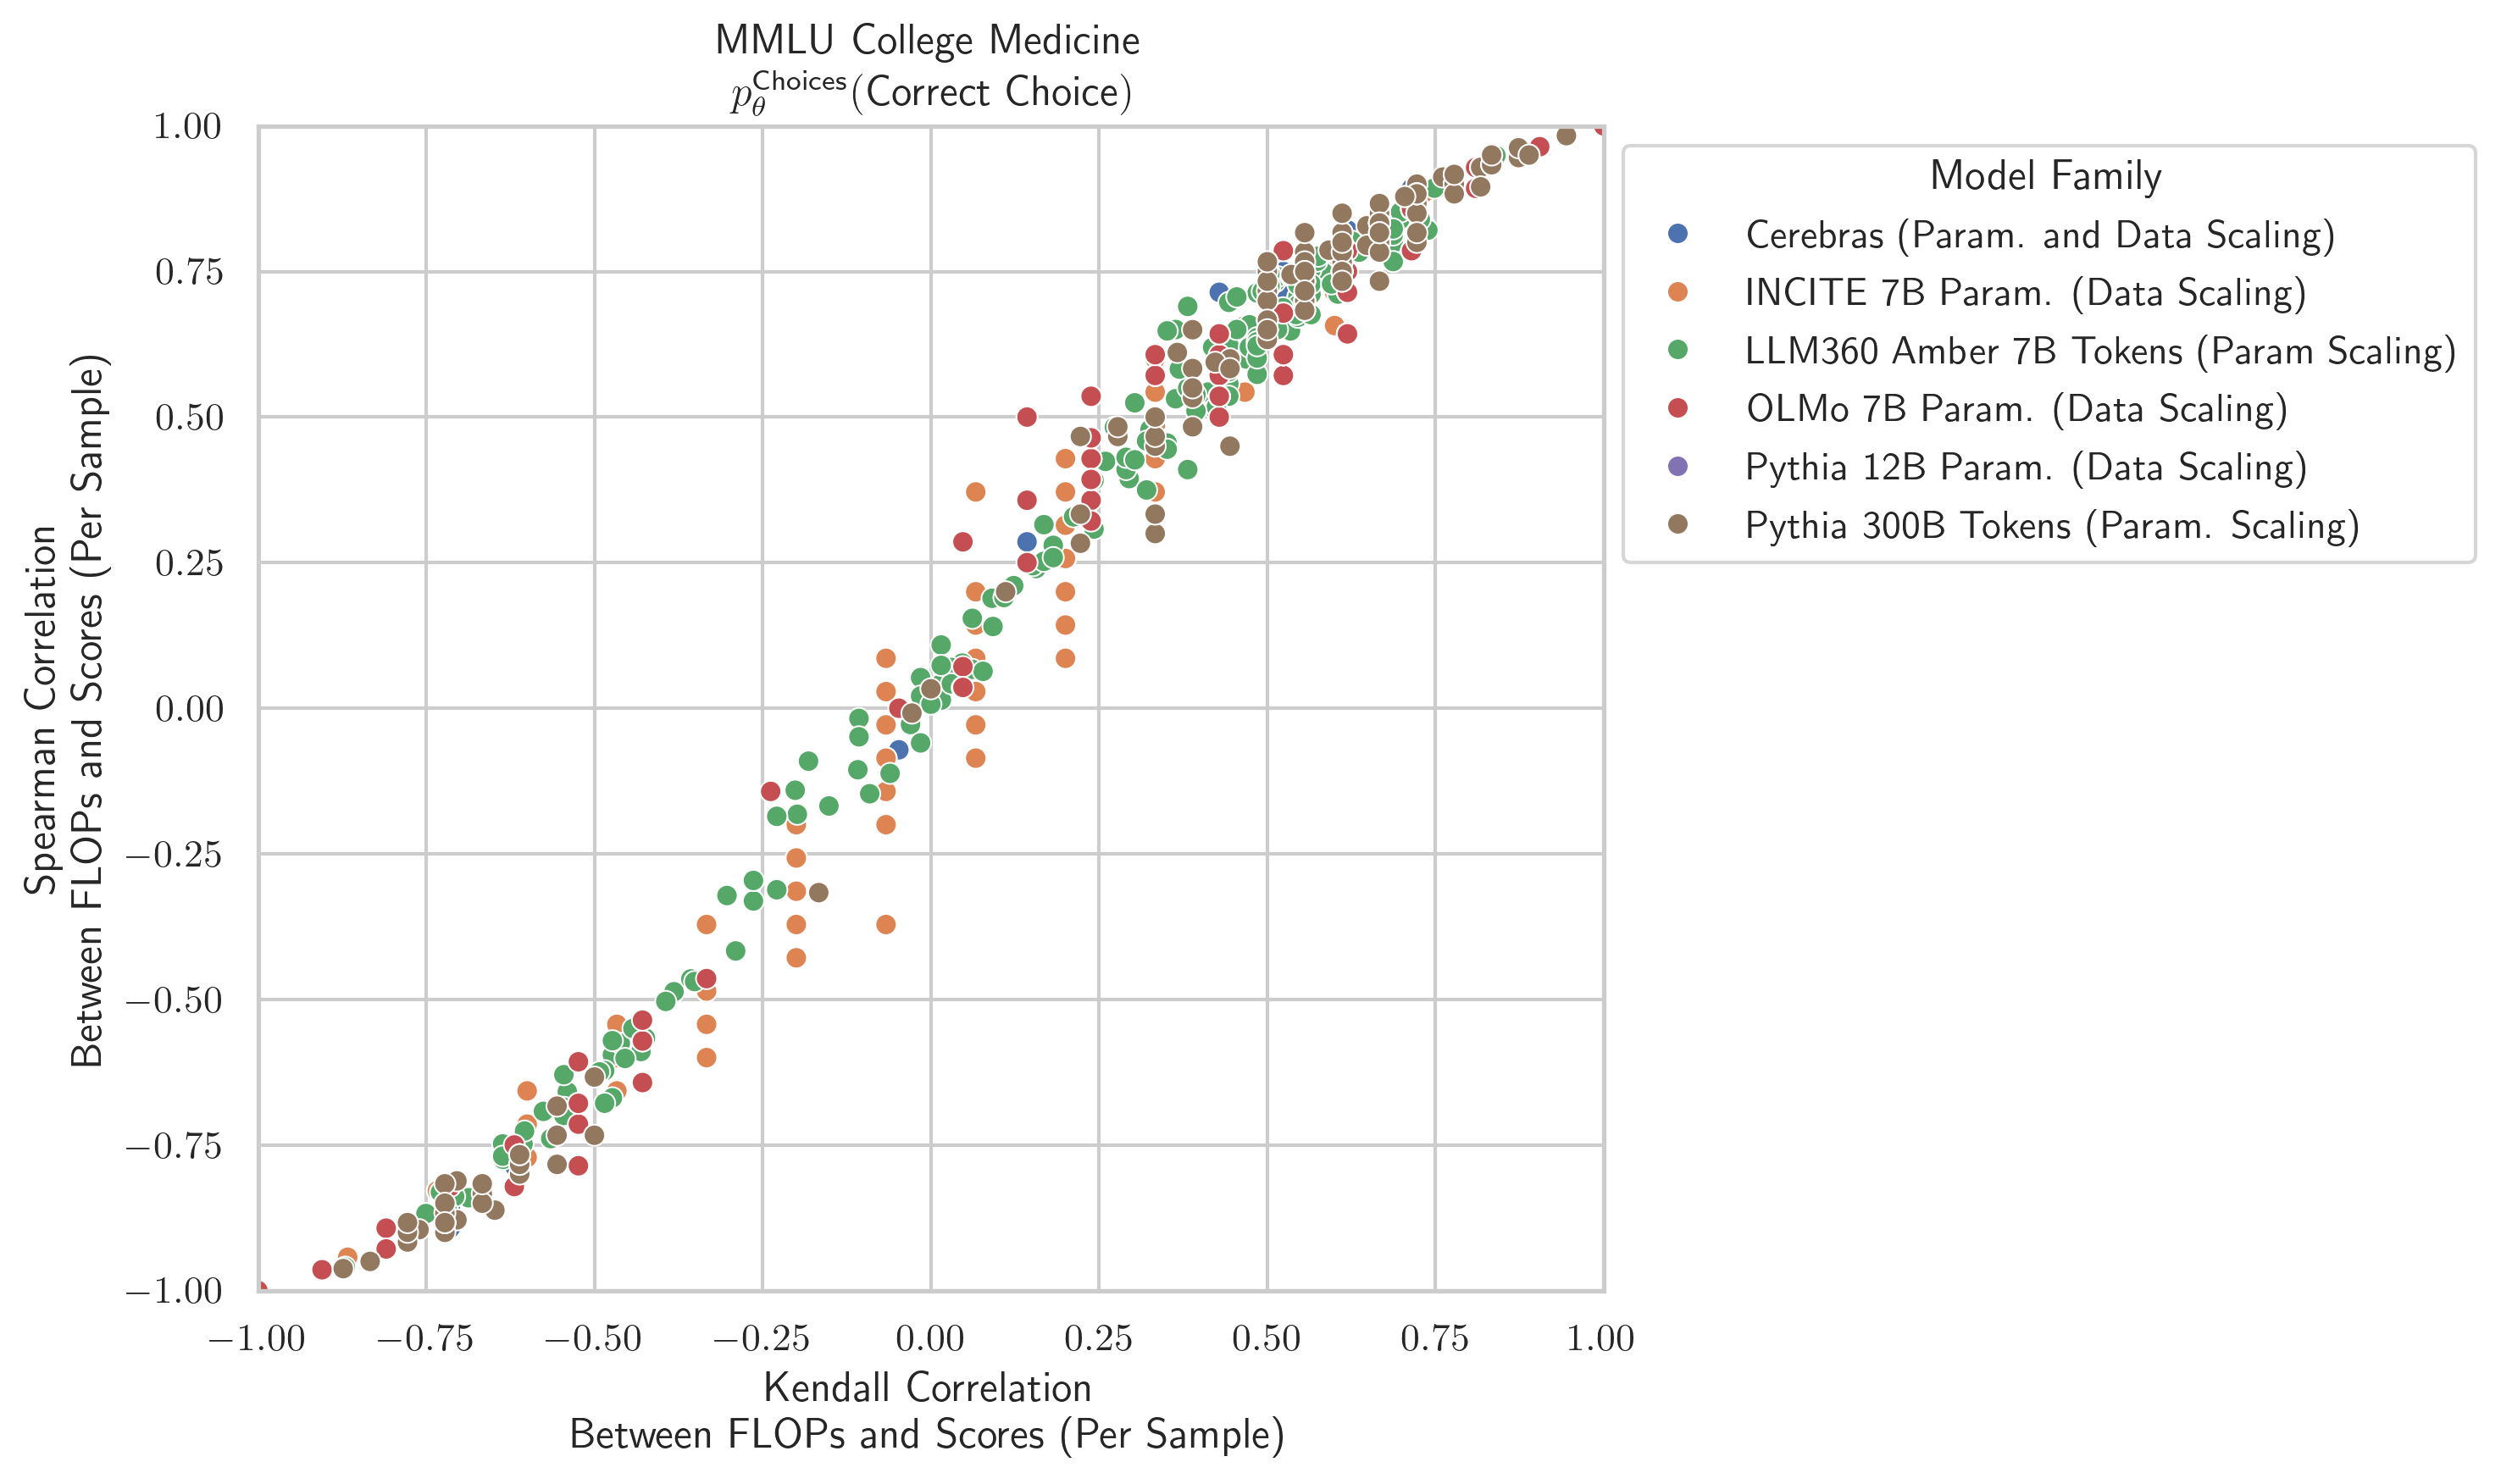 MMLU College Medicine
p_θ^Choices(Correct Choice)
1.00
0.75
0.50
0.25
0.00
−0.25
−0.50
−0.75
−1.00
Spearman Correlation
Between FLOPs and Scores (Per Sample)
−1.00 −0.75 −0.50 −0.25 0.00 0.25 0.50 0.75 1.00
Kendall Correlation
Between FLOPs and Scores (Per Sample)
Model Family
Cerebras (Param. and Data Scaling)
INCITE 7B Param. (Data Scaling)
LLM360 Amber 7B Tokens (Param Scaling)
OLMo 7B Param. (Data Scaling)
Pythia 12B Param. (Data Scaling)
Pythia 300B Tokens (Param. Scaling)